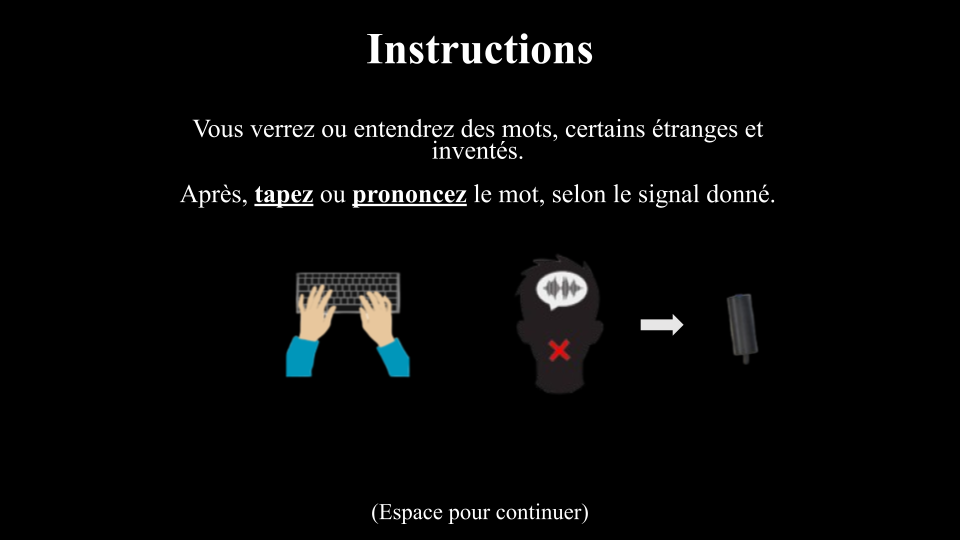 Instructions
Vous verrez ou entendrez des mots, certains étranges et
inventés.
Après, tapez ou prononcez le mot, selon le signal donné.
(Espace pour continuer)